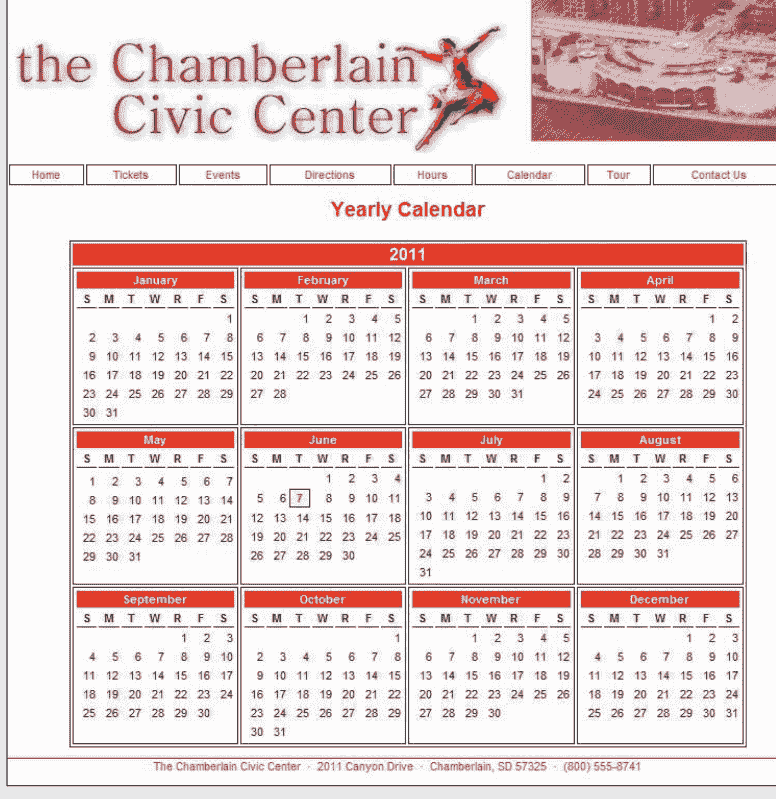 the Chamberlain
Civic Center
Home Tickets Events Directions Hours Calendar Tour Contact Us
Yearly Calendar
2011
January February March April
S M T W R F S S M T W R F S S M T W R F S S M T W R F S
1 1 2 3 4 5 1 2 3 4 5 1 2
2 3 4 5 6 7 8 6 7 8 9 10 11 12 6 7 8 9 10 11 12 3 4 5 6 7 8 9
9 10 11 12 13 14 15 13 14 15 16 17 18 19 13 14 15 16 17 18 19 10 11 12 13 14 15 16
16 17 18 19 20 21 22 20 21 22 23 24 25 26 20 21 22 23 24 25 26 17 18 19 20 21 22 23
23 24 25 26 27 28 29 27 28 27 28 29 30 31 24 25 26 27 28 29 30
30 31
May June July August
S M T W R F S S M T W R F S S M T W R F S S M T W R F S
1 2 3 4 5 6 7 1 2 3 4 1 2 1 2 3 4 5 6
8 9 10 11 12 13 14 5 6 7 8 9 10 11 3 4 5 6 7 8 9 7 8 9 10 11 12 13
15 16 17 18 19 20 21 12 13 14 15 16 17 18 10 11 12 13 14 15 16 14 15 16 17 18 19 20
22 23 24 25 26 27 28 19 20 21 22 23 24 25 17 18 19 20 21 22 23 21 22 23 24 25 26 27
29 30 31 26 27 28 29 30 24 25 26 27 28 29 30 28 29 30 31
31
September October November December
S M T W R F S S M T W R F S S M T W R F S S M T W R F S
1 2 3 1 1 2 3 4 5 1 2 3
4 5 6 7 8 9 10 2 3 4 5 6 7 8 6 7 8 9 10 11 12 4 5 6 7 8 9 10
11 12 13 14 15 16 17 9 10 11 12 13 14 15 13 14 15 16 17 18 19 11 12 13 14 15 16 17
18 19 20 21 22 23 24 16 17 18 19 20 21 22 20 21 22 23 24 25 26 18 19 20 21 22 23 24
25 26 27 28 29 30 23 24 25 26 27 28 29 27 28 29 30 25 26 27 28 29 30 31
30 31
The Chamberlain Civic Center · 2011 Canyon Drive · Chamberlain, SD 57325 · (800) 555-8741